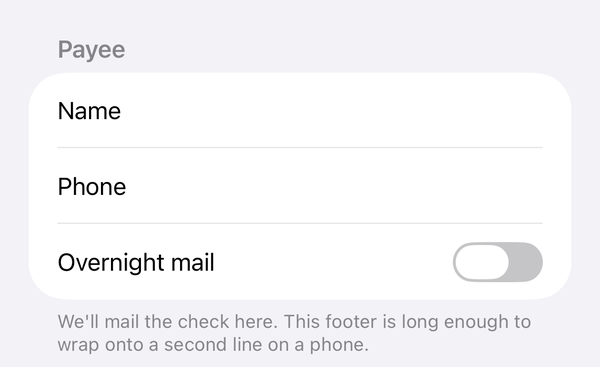 Payee
Name
Phone
Overnight mail
We'll mail the check here. This footer is long enough to
wrap onto a second line on a phone.